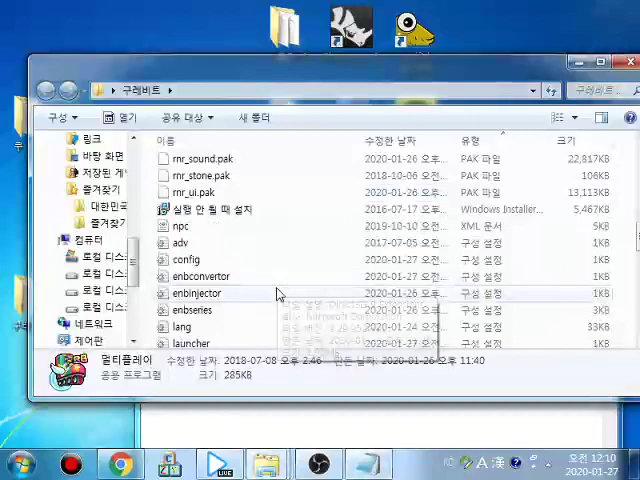 구레비트
구레비트
구성
열기
공유 대상
새 폴더
링크
바탕 화면
저장된 게
즐겨찾기
대한민국
즐겨찾기
컴퓨터
로컬 디스
로컬 디스
로컬 디스
로컬 디스
네트워크
제어판
이름 수정한 날짜 유형 크기
rnr_sound.pak 2020-01-26 오후... PAK 파일 22,817KB
rnr_stone.pak 2018-10-06 오전... PAK 파일 106KB
rnr_ui.pak 2020-01-26 오후... PAK 파일 13,113KB
실행 안 될 때 설치 2016-07-17 오후... Windows Installer... 5,467KB
npc 2019-10-10 오후... XML 문서 5KB
adv 2017-07-05 오후... 구성 설정 1KB
config 2020-01-27 오전... 구성 설정 1KB
enbconvertor 2020-01-26 오후... 구성 설정 1KB
enbinjector 2020-01-26 오후... 구성 설정 1KB
enbseries 2020-01-26 오후... 구성 설정 3KB
lang 2020-01-24 오후... 구성 설정 33KB
launcher 2020-01-27 오전... 구성 설정 1KB
멀티플레이 수정한 날짜: 2018-07-08 오후 2:46 만든 날짜: 2020-01-26 오후 11:40
응용 프로그램 크기: 285KB
LIVE
A 漢
오전 12:10
2020-01-27